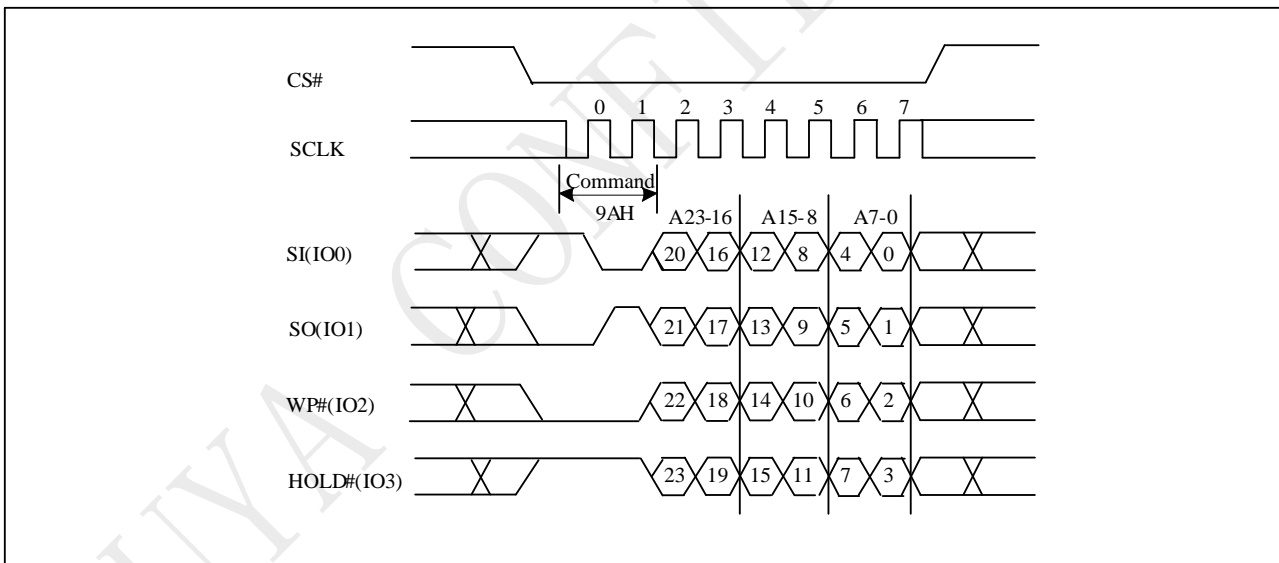 CS#
0 1 2 3 4 5 6 7
SCLK
Command
9AH
A23-16 A15-8 A7-0
SI(IO0) 20 16 12 8 4 0
SO(IO1) 21 17 13 9 5 1
WP#(IO2) 22 18 14 10 6 2
HOLD#(IO3) 23 19 15 11 7 3